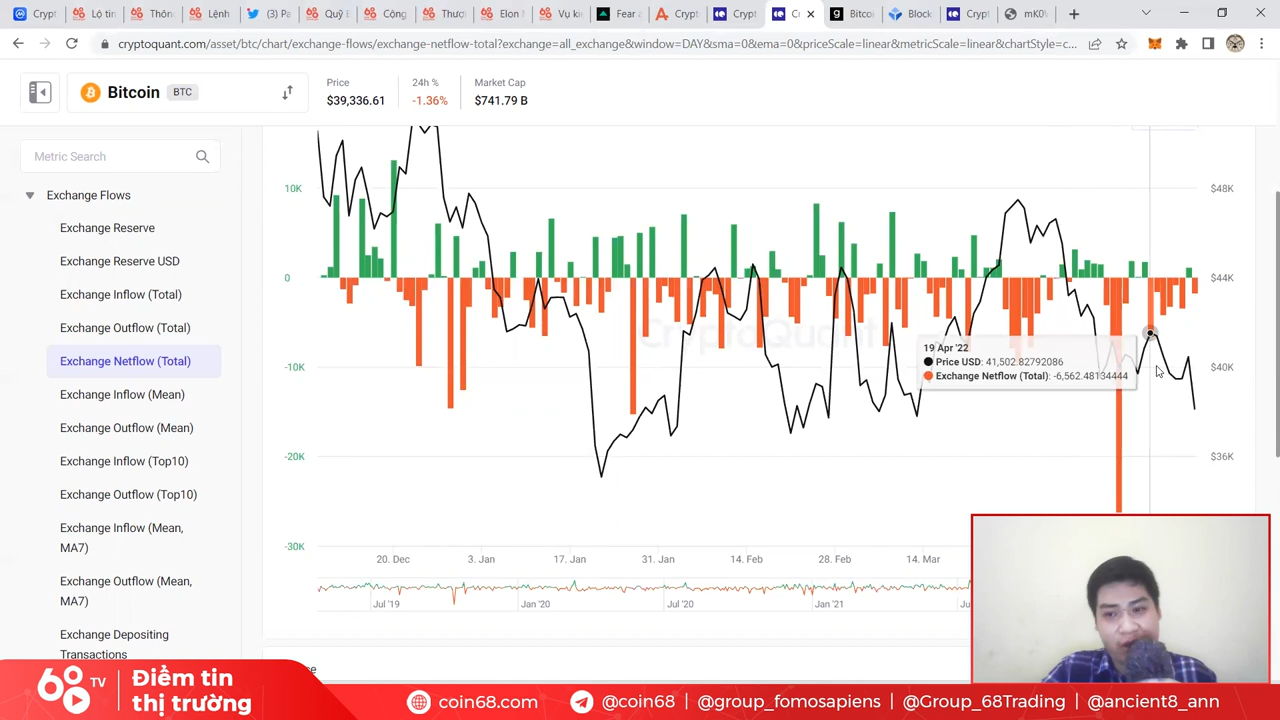 Crypt
Lộ tin
Thông
Lệnh
(3) Pa
Quỹ E
Cộng
Thượ
Elon M
Vụ ki
Fear a
Crypt
Crypt
Cr
Bitcoi
Block
Crypt
mK0V
cryptoquant.com/asset/btc/chart/exchange-flows/exchange-netflow-total?exchange=all_exchange&window=DAY&sma=0&ema=0&priceScale=linear&metricScale=linear&chartStyle=c...
Bitcoin BTC
Price
$39,336.61
24h %
-1.36%
Market Cap
$741.79 B
Metric Search
Exchange Flows
Exchange Reserve
Exchange Reserve USD
Exchange Inflow (Total)
Exchange Outflow (Total)
Exchange Netflow (Total)
Exchange Inflow (Mean)
Exchange Outflow (Mean)
Exchange Inflow (Top10)
Exchange Outflow (Top10)
Exchange Inflow (Mean,
MA7)
Exchange Outflow (Mean,
MA7)
Exchange Depositing
Transactions
10K
0
-10K
-20K
-30K
$48K
$44K
$40K
$36K
CryptoQuant
19 Apr '22
Price USD: 41,502.82792086
Exchange Netflow (Total): -6,562.48134444
20. Dec 3. Jan 17. Jan 31. Jan 14. Feb 28. Feb 14. Mar
Jul '19 Jan '20 Jul '20 Jan '21
68 TV
Điểm tin
thị trường
coin68.com @coin68 | @group_fomosapiens | @Group_68Trading | @ancient8_ann